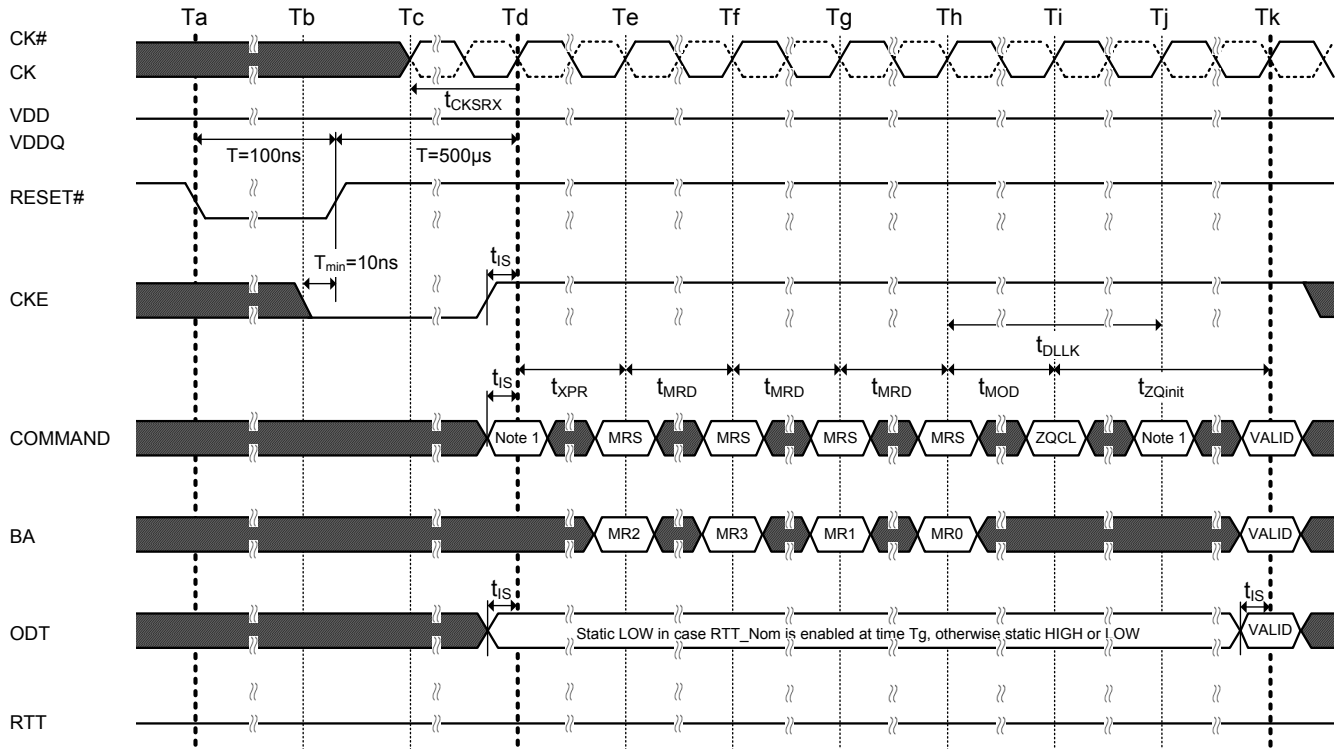 Ta Tb Tc Td Te Tf Tg Th Ti Tj Tk
CK#
CK
tCKSRX
VDD
VDDQ
T=100ns T=500µs
RESET#
Tmin=10ns tIS
CKE
tDLLK
tIS tXPR tMRD tMRD tMRD tMOD tZQinit
COMMAND Note 1 MRS MRS MRS MRS ZQCL Note 1 VALID
BA MR2 MR3 MR1 MR0 VALID
tIS tIS
ODT Static LOW in case RTT_Nom is enabled at time Tg, otherwise static HIGH or LOW VALID
RTT